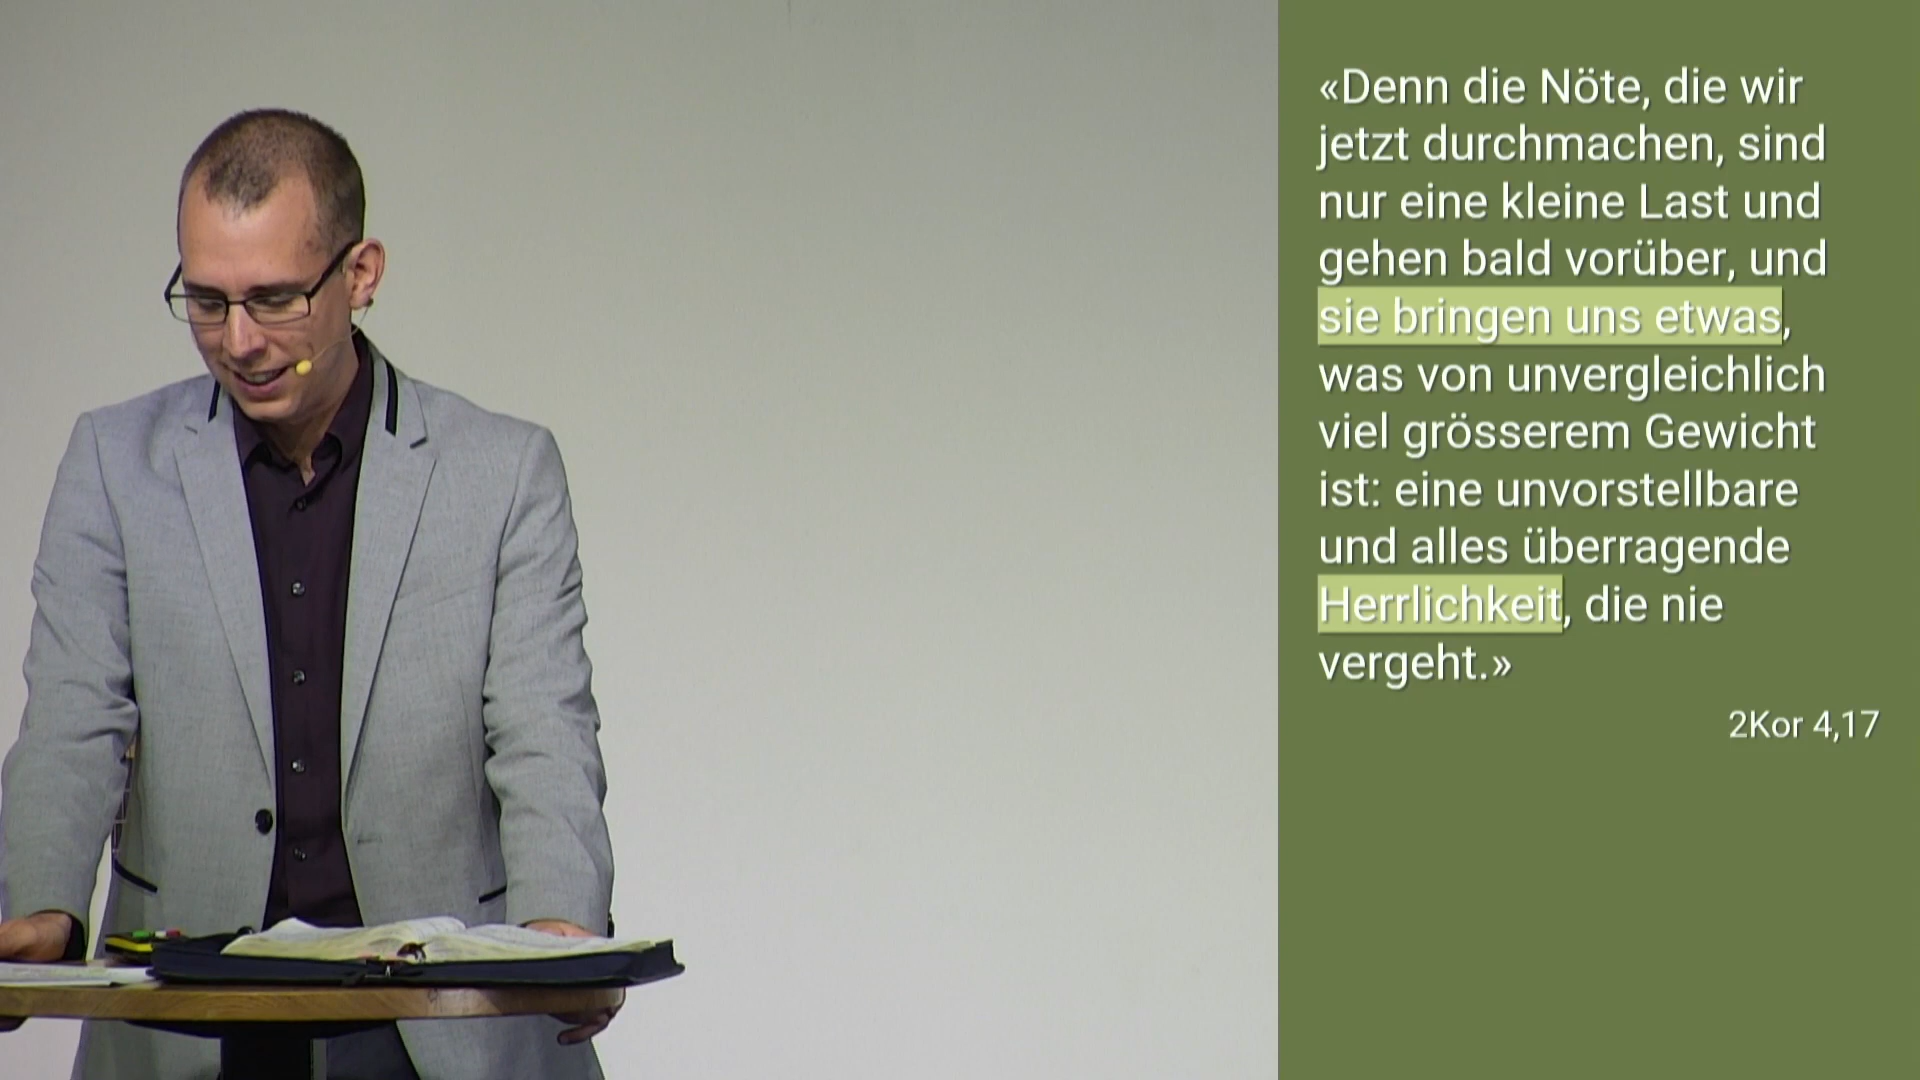 «Denn die Nöte, die wir
jetzt durchmachen, sind
nur eine kleine Last und
gehen bald vorüber, und
sie bringen uns etwas,
was von unvergleichlich
viel grösserem Gewicht
ist: eine unvorstellbare
und alles überragende
Herrlichkeit, die nie
vergeht.»
2Kor 4,17